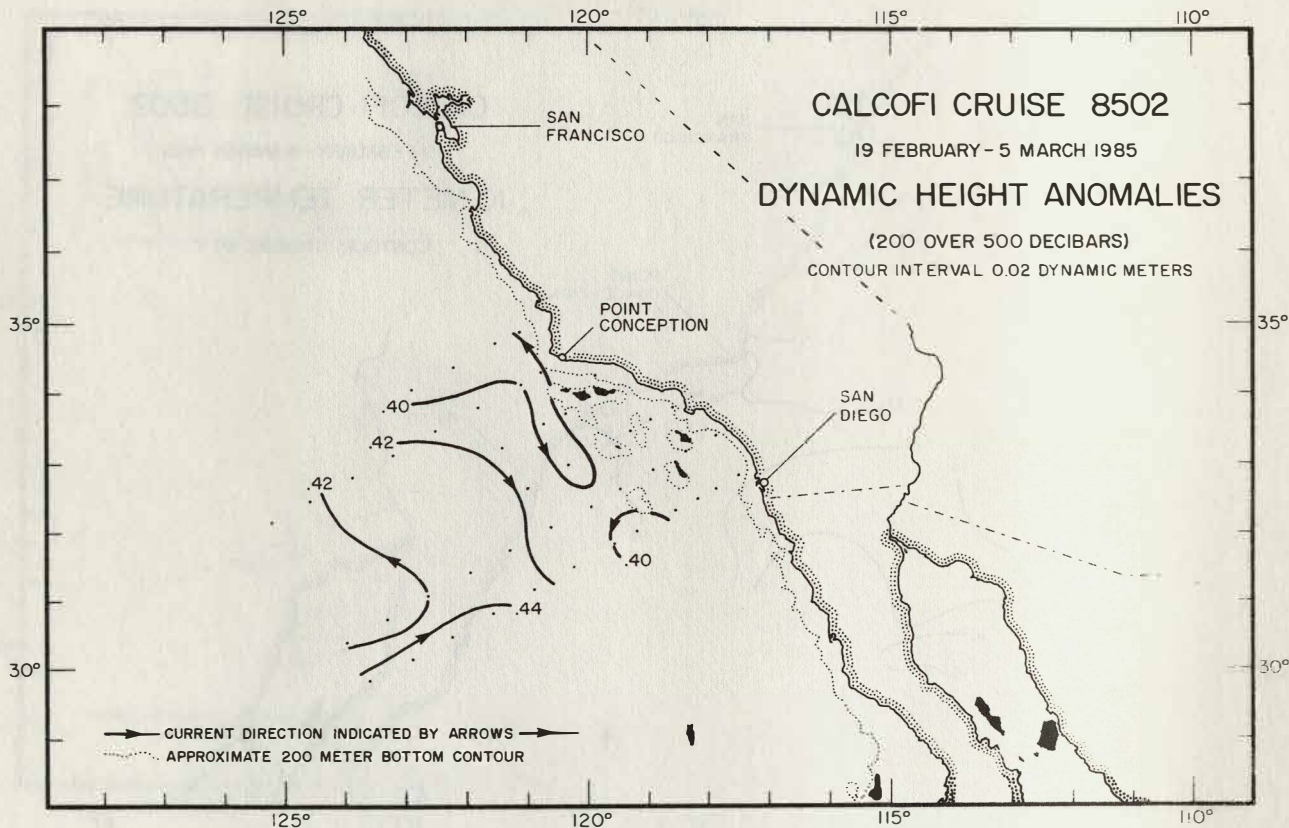 125°
120°
115°
110°
CALCOFI CRUISE 8502
19 FEBRUARY - 5 MARCH 1985
DYNAMIC HEIGHT ANOMALIES
(200 OVER 500 DECIBARS)
CONTOUR INTERVAL 0.02 DYNAMIC METERS
SAN
FRANCISCO
35°
POINT
CONCEPTION
35°
SAN
DIEGO
.40
.42
.42
.40
.44
30°
30°
CURRENT DIRECTION INDICATED BY ARROWS
APPROXIMATE 200 METER BOTTOM CONTOUR
125°
120°
115°
110°